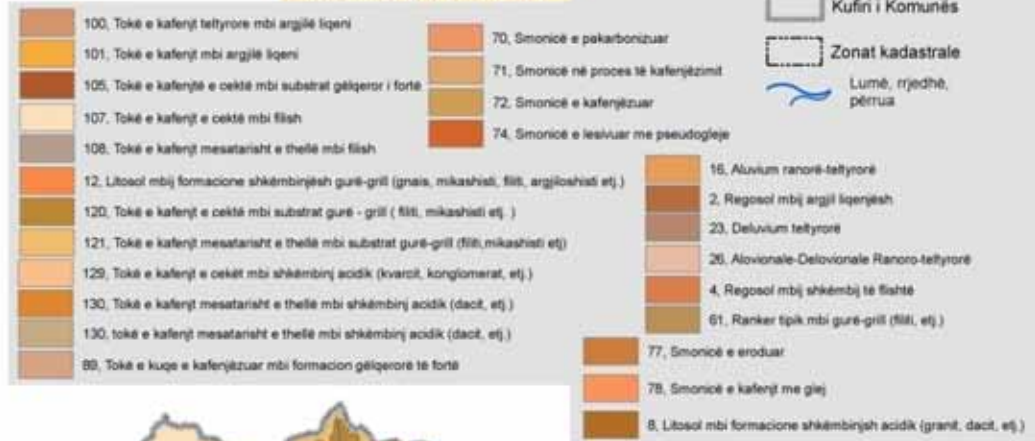 100, Tokë e kafenjt teltyrore mbi argjilë liqeni
101, Tokë e kafenjt mbi argjilë liqeni
105, Tokë e kafenjtë e cektë mbi substrat gëlqeror i fortë
107, Tokë e kafenjt e cektë mbi filish
108, Tokë e kafenjt mesatarisht e thellë mbi filish
12, Litosol mbij formacione shkëmbinjësh gurë-grill (gnais, mikashisti, filiti, argjiloshisti etj.)
120, Tokë e kafenjt e cektë mbi substrat gurë - grill ( filiti, mikashisti etj. )
121, Tokë e kafenjt mesatarisht e thellë mbi substrat gurë-grill (filiti,mikashisti etj)
129, Tokë e kafenjt e cekët mbi shkëmbinj acidik (kvarcit, konglomerat, etj.)
130, Tokë e kafenjt mesatarisht e thellë mbi shkëmbinj acidik (dacit, etj.)
130, tokë e kafenjt mesatarisht e thellë mbi shkëmbinj acidik (dacit, etj.)
89, Tokë e kuqe e kafenjëzuar mbi formacion gëlqerorë të fortë
70, Smonicë e pakarbonizuar
71, Smonicë në proces të kafenjëzimit
72, Smonicë e kafenjëzuar
74, Smonicë e lesivuar me pseudogleje
Kufiri i Komunës
Zonat kadastrale
Lumë, rrjedhë,
përrua
16, Aluvium ranorë-teltyrorë
2, Regosol mbij argjil liqenjësh
23, Deluvium teltyrorë
26, Alovionale-Delovionale Ranoro-teltyrorë
4, Regosol mbij shkëmbij të flishtë
61, Ranker tipik mbi gurë-grill (filiti, etj.)
77, Smonicë e eroduar
78, Smonicë e kafenjt me glej
8, Litosol mbi formacione shkëmbinjsh acidik (granit, dacit, etj.)